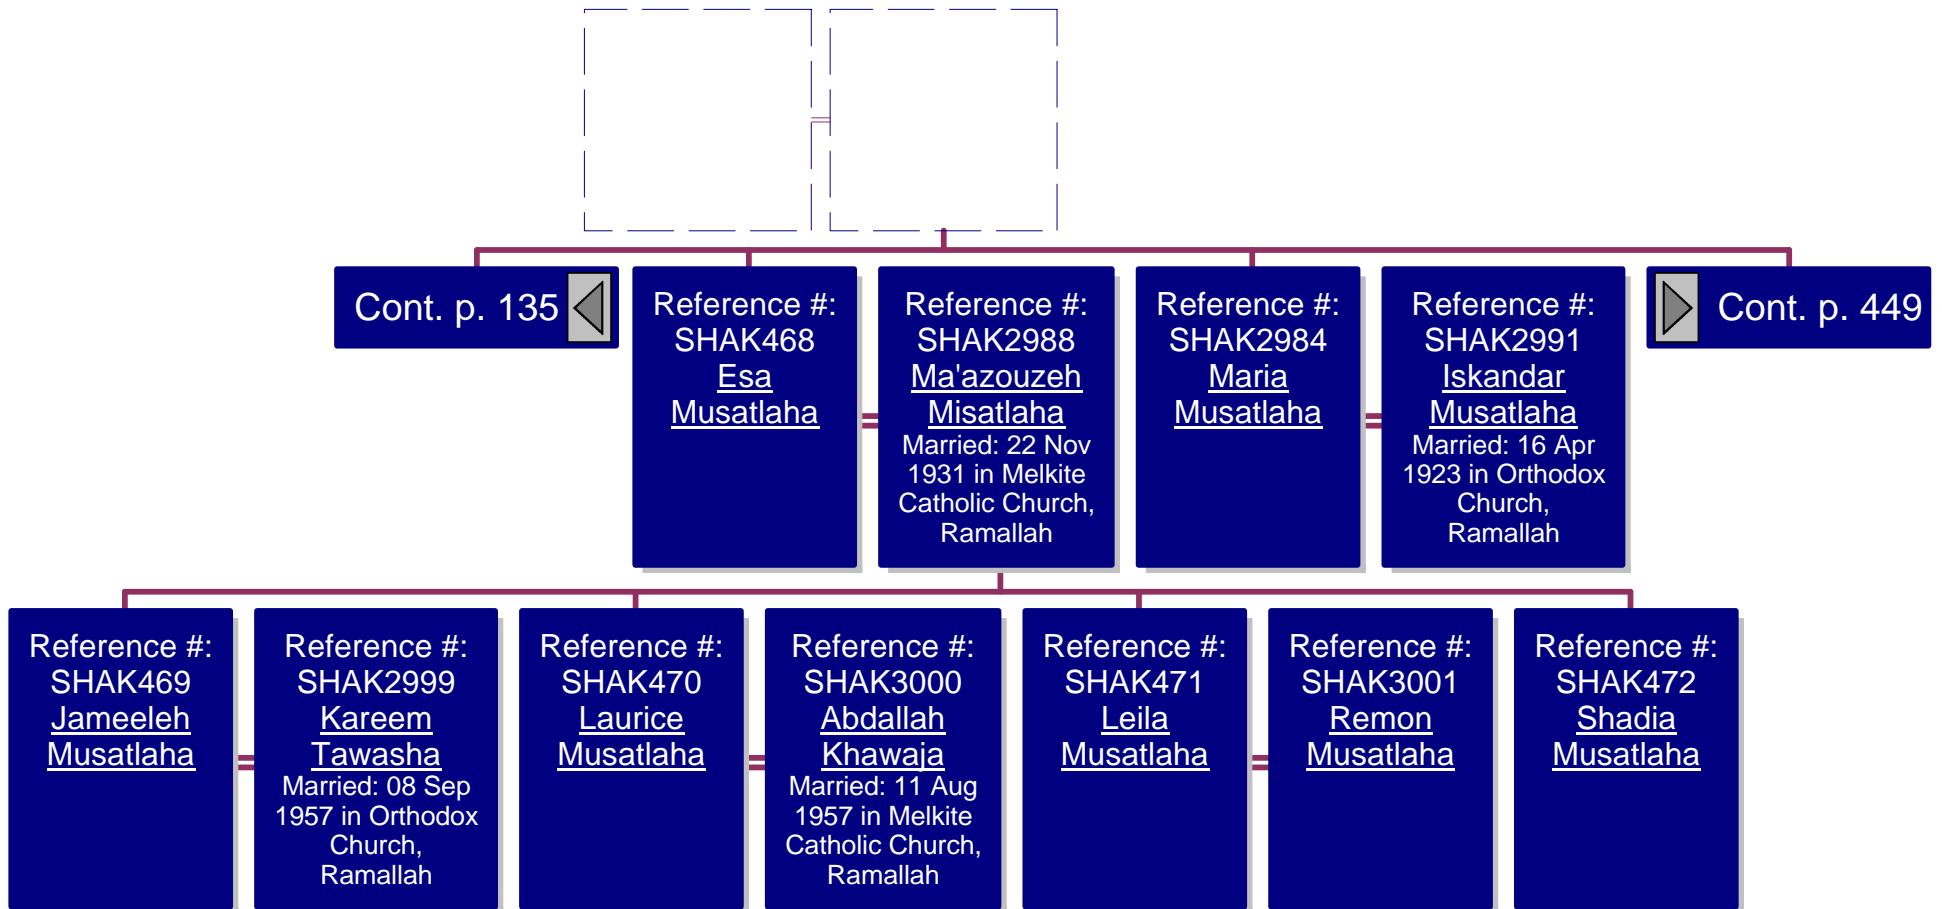 Cont. p. 135
Reference #:
SHAK468
Esa
Musatlaha
Reference #:
SHAK2988
Ma'azouzeh
Misatlaha
Married: 22 Nov
1931 in Melkite
Catholic Church,
Ramallah
Reference #:
SHAK2984
Maria
Musatlaha
Reference #:
SHAK2991
Iskandar
Musatlaha
Married: 16 Apr
1923 in Orthodox
Church,
Ramallah
Cont. p. 449
Reference #:
SHAK469
Jameeleh
Musatlaha
Reference #:
SHAK2999
Kareem
Tawasha
Married: 08 Sep
1957 in Orthodox
Church,
Ramallah
Reference #:
SHAK470
Laurice
Musatlaha
Reference #:
SHAK3000
Abdallah
Khawaja
Married: 11 Aug
1957 in Melkite
Catholic Church,
Ramallah
Reference #:
SHAK471
Leila
Musatlaha
Reference #:
SHAK3001
Remon
Musatlaha
Reference #:
SHAK472
Shadia
Musatlaha